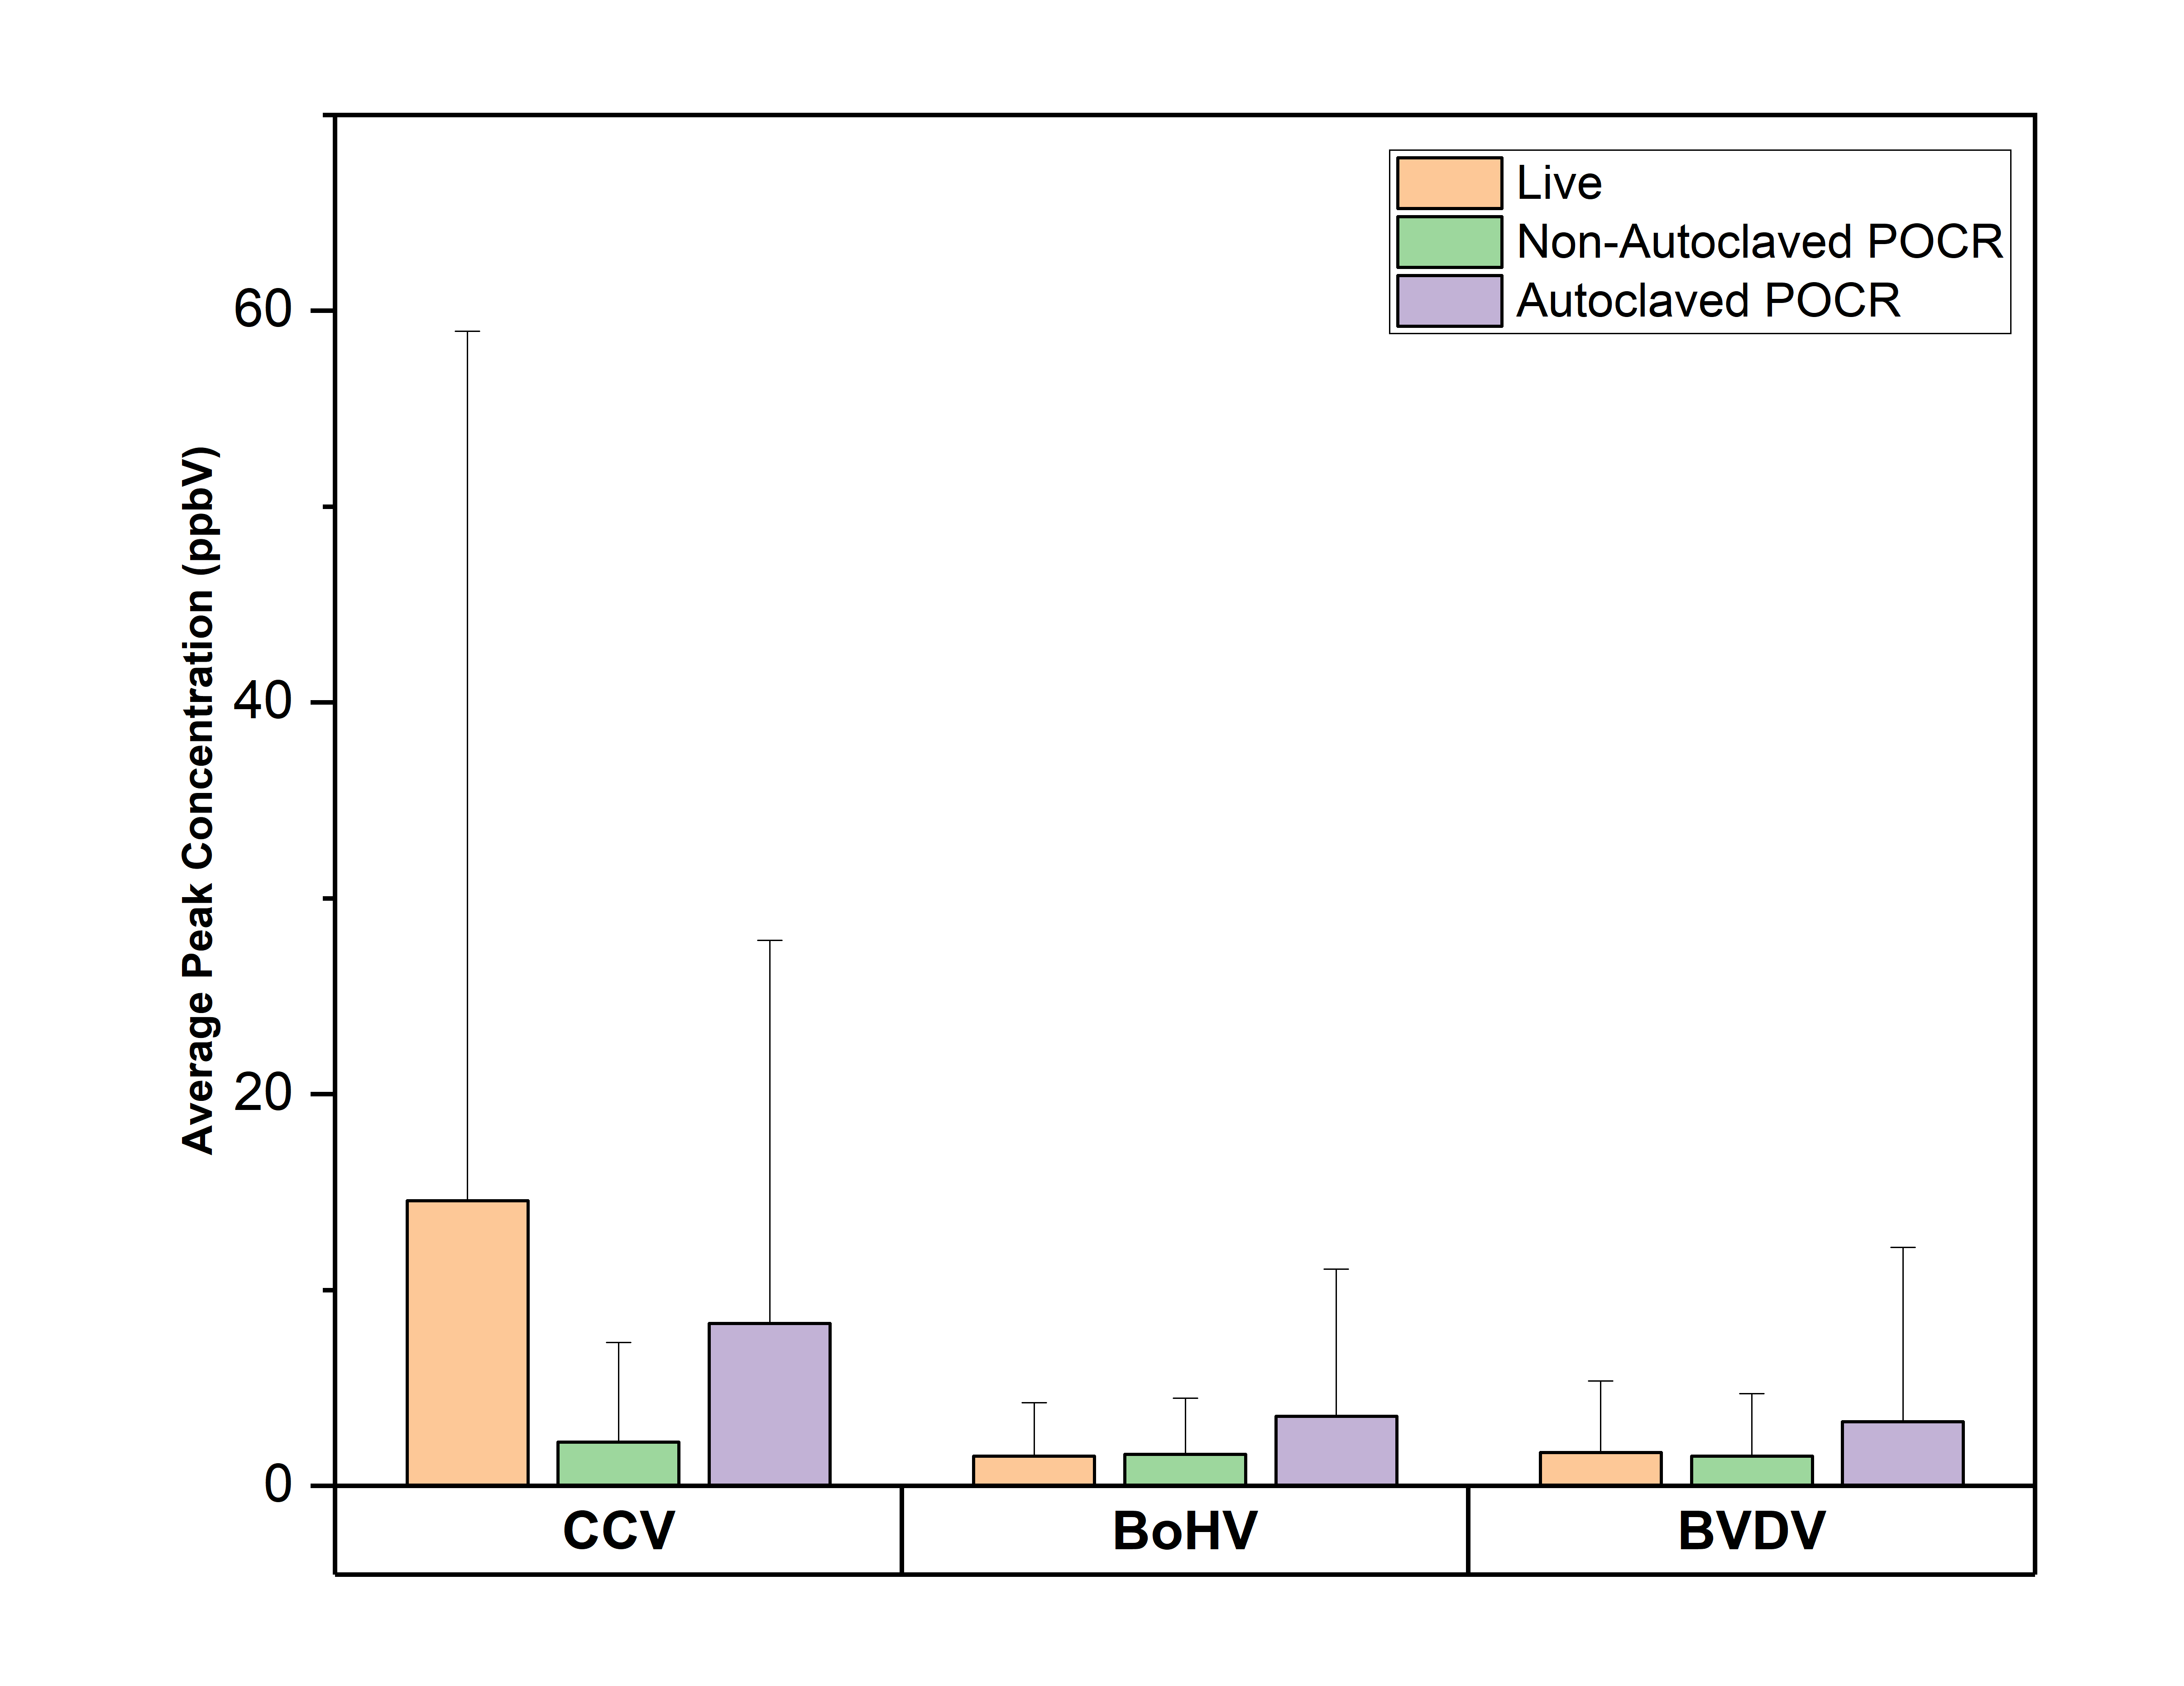 Live
Non-Autoclaved POCR
Autoclaved POCR
Average Peak Concentration (ppbV)
60
40
20
0
CCV
BoHV
BVDV